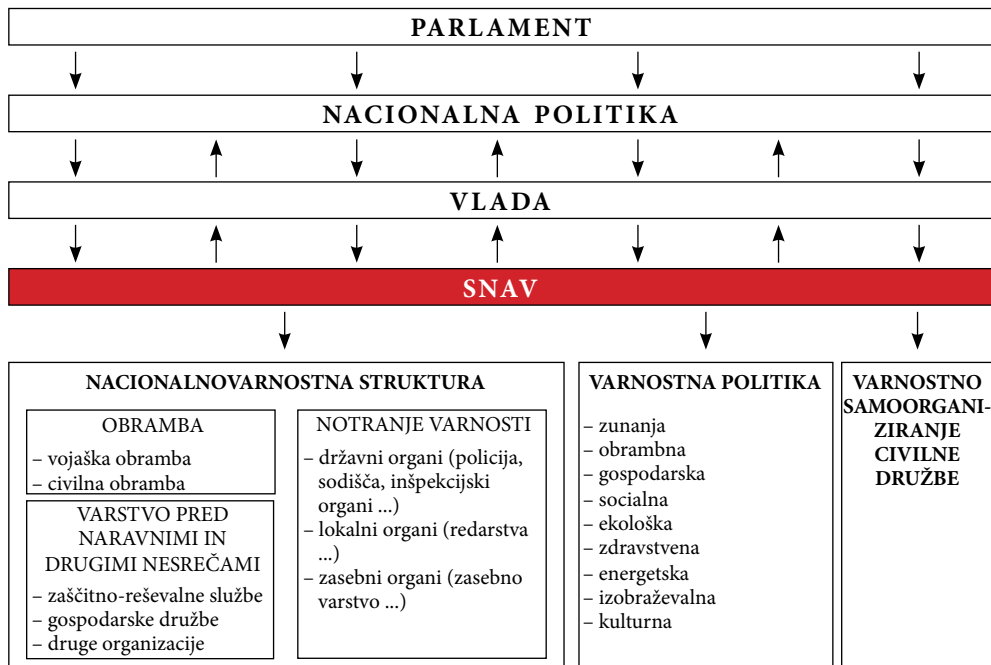 PARLAMENT
NACIONALNA POLITIKA
VLADA
SNAV
NACIONALNOVARNOSTNA STRUKTURA
OBRAMBA
– vojaška obramba
– civilna obramba
VARSTVO PRED
NARAVNIMI IN
DRUGIMI NESREČAMI
– zaščitno-reševalne službe
– gospodarske družbe
– druge organizacije
NOTRANJE VARNOSTI
– državni organi (policija,
sodišča, inšpekcijski
organi ...)
– lokalni organi (redarstva
...)
– zasebni organi (zasebno
varstvo ...)
VARNOSTNA POLITIKA
– zunanja
– obrambna
– gospodarska
– socialna
– ekološka
– zdravstvena
– energetska
– izobraževalna
– kulturna
VARNOSTNO
SAMOORGANI-
ZIRANJE
CIVILNE
DRUŽBE